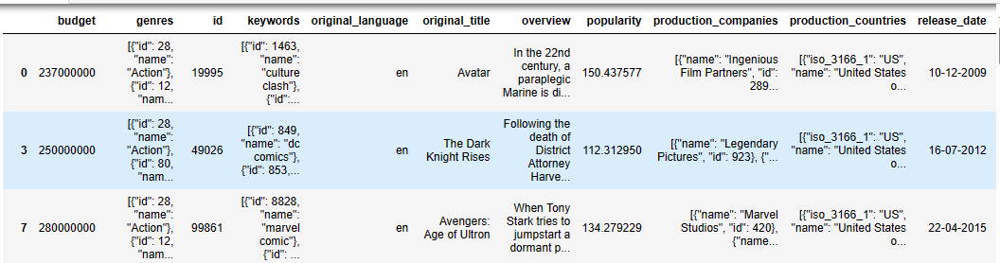 budget genres id keywords original_language original_title overview popularity production_companies production_countries release_date
0 237000000 [{"id": 28, "name": "Action"}, {"id": 12, "nam... 19995 [{"id": 1463, "name": "culture clash"}, {"id":... en Avatar In the 22nd century, a paraplegic Marine is di... 150.437577 [{"name": "Ingenious Film Partners", "id": 289... [{"iso_3166_1": "US", "name": "United States o... 10-12-2009
3 250000000 [{"id": 28, "name": "Action"}, {"id": 80, "nam... 49026 [{"id": 849, "name": "dc comics"}, {"id": 853,... en The Dark Knight Rises Following the death of District Attorney Harve... 112.312950 [{"name": "Legendary Pictures", "id": 923}, {"... [{"iso_3166_1": "US", "name": "United States o... 16-07-2012
7 280000000 [{"id": 28, "name": "Action"}, {"id": 12, "nam... 99861 [{"id": 8828, "name": "marvel comic"}, {"id":... en Avengers: Age of Ultron When Tony Stark tries to jumpstart a dormant p... 134.279229 [{"name": "Marvel Studios", "id": 420}, {"name... [{"iso_3166_1": "US", "name": "United States o... 22-04-2015